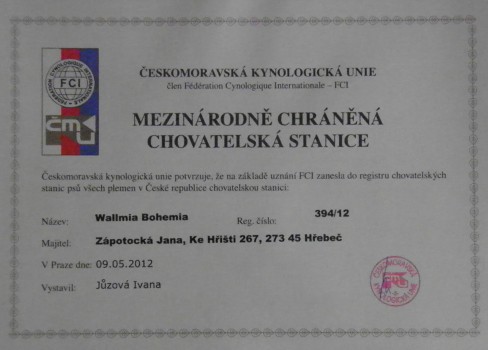 ČESKOMORAVSKÁ KYNOLOGICKÁ UNIE
člen Fédération Cynologique Internationale – FCI
FCI
ČMKU
MEZINÁRODNĚ CHRÁNĚNÁ
CHOVATELSKÁ STANICE
Českomoravská kynologická unie potvrzuje, že na základě uznání FCI zanesla do registru chovatelských
stanic psů všech plemen v České republice chovatelskou stanici:
Název: Wallmia Bohemia Reg. číslo: 394/12
Majitel: Zápotocká Jana, Ke Hřišti 267, 273 45 Hřebeč
V Praze dne: 09.05.2012
Vystavil: Jůzová Ivana